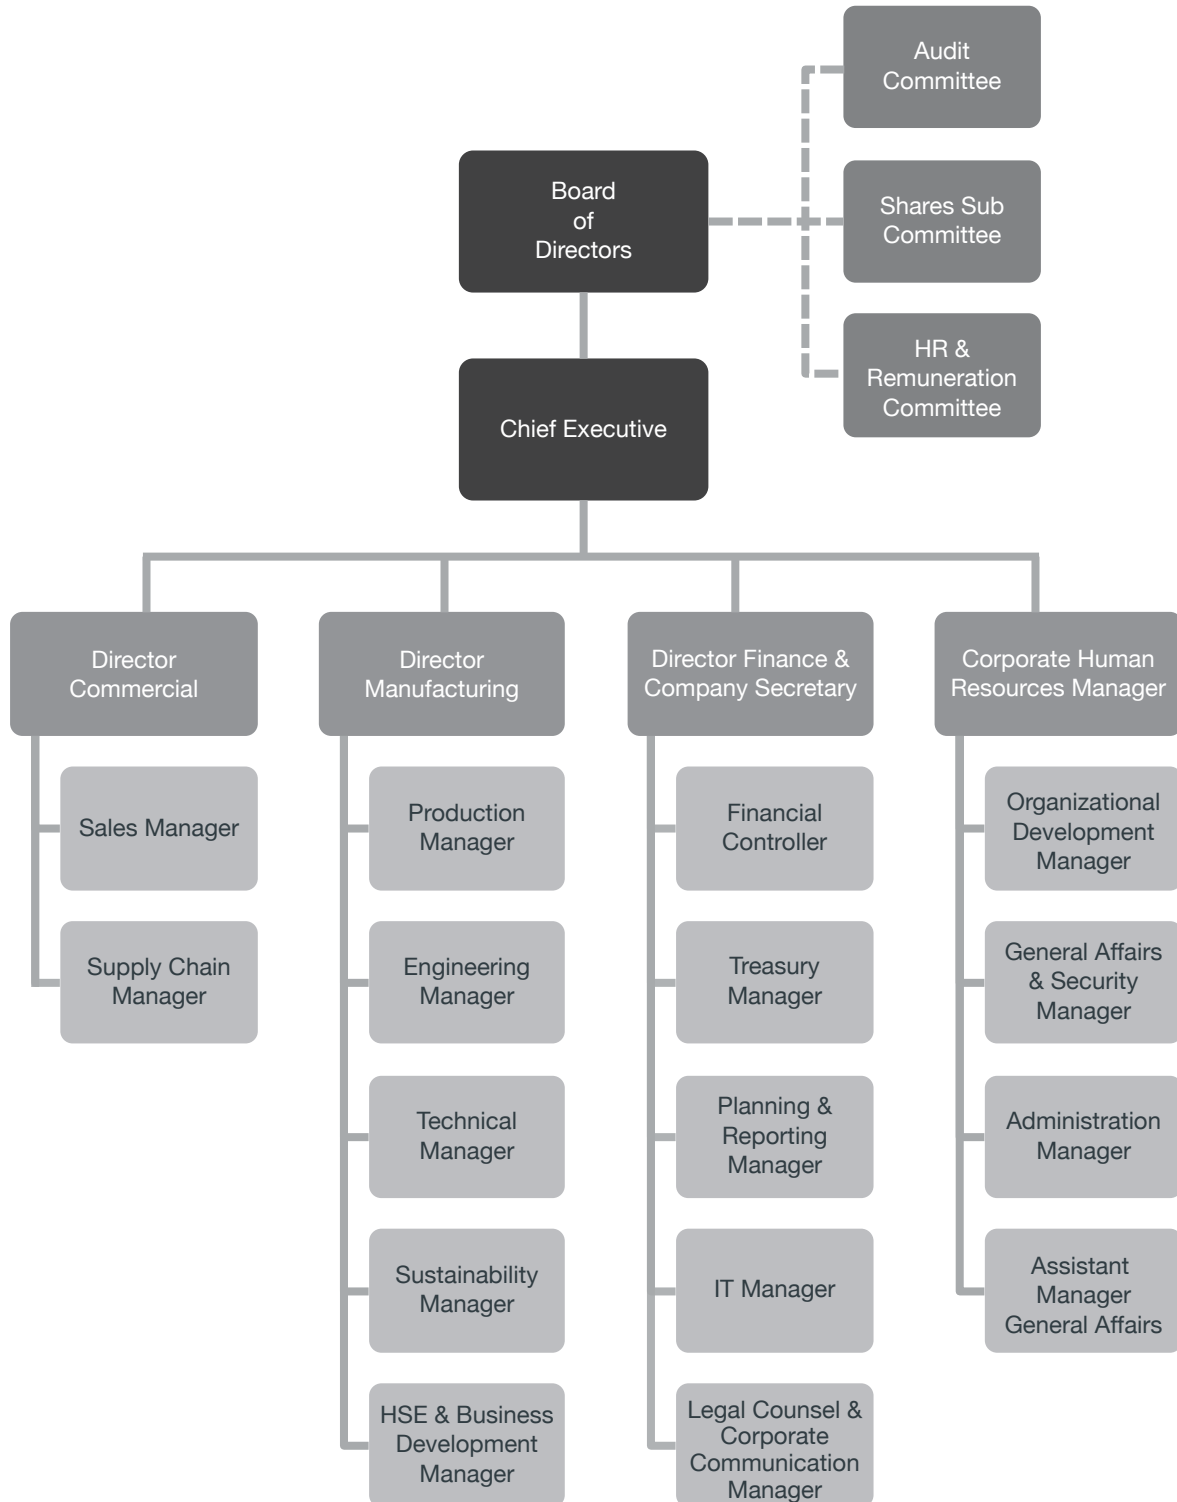 Audit
Committee
Board
of
Directors
Shares Sub
Committee
HR &
Remuneration
Committee
Chief Executive
Director
Commercial
Director
Manufacturing
Director Finance &
Company Secretary
Corporate Human
Resources Manager
Sales Manager
Supply Chain
Manager
Production
Manager
Engineering
Manager
Technical
Manager
Sustainability
Manager
HSE & Business
Development
Manager
Financial
Controller
Treasury
Manager
Planning &
Reporting
Manager
IT Manager
Legal Counsel &
Corporate
Communication
Manager
Organizational
Development
Manager
General Affairs
& Security
Manager
Administration
Manager
Assistant
Manager
General Affairs